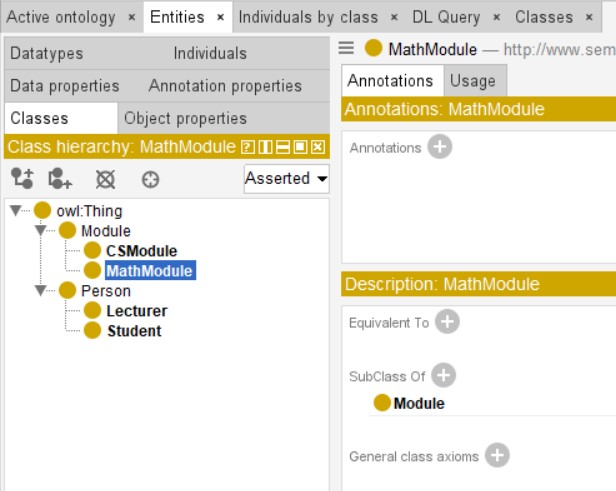 Active ontology × Entities × Individuals by class × DL Query × Classes ×
Datatypes Individuals
Data properties Annotation properties
Classes Object properties
Class hierarchy: MathModule
Asserted
owl:Thing
Module
CSModule
MathModule
Person
Lecturer
Student
MathModule — http://www.sem
Annotations Usage
Annotations: MathModule
Annotations
Description: MathModule
Equivalent To
SubClass Of
Module
General class axioms